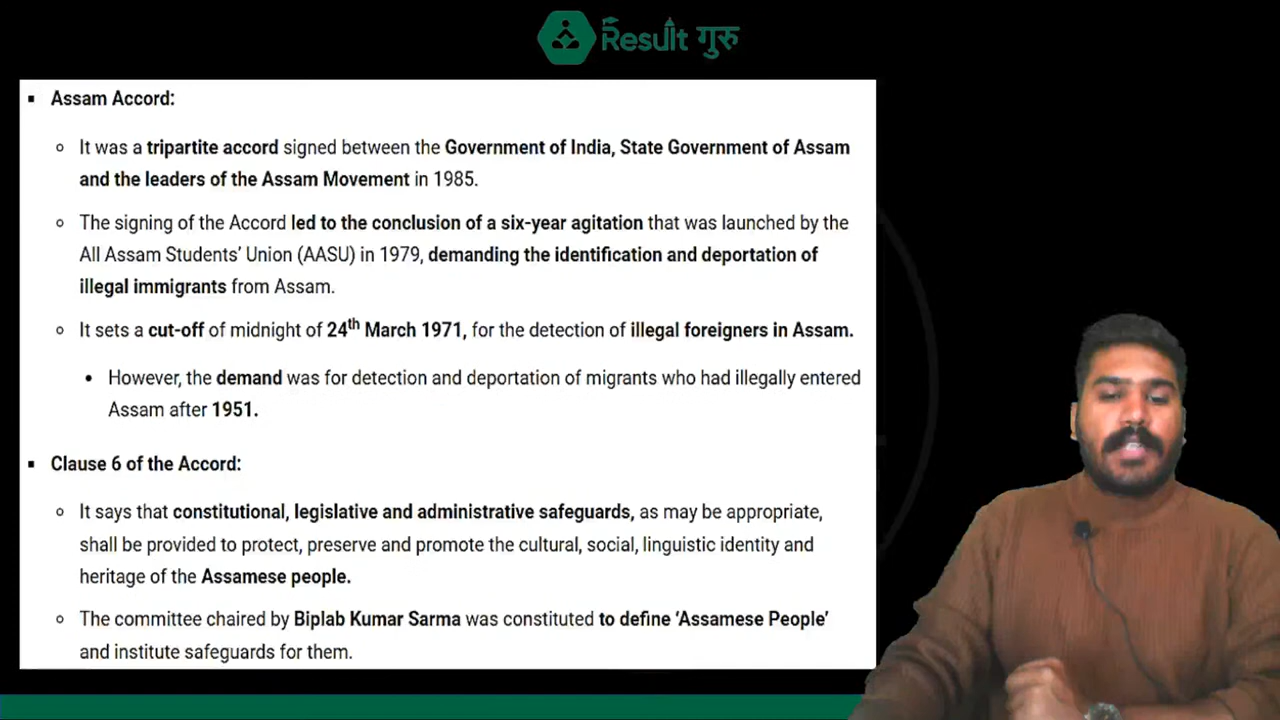 Result गुरु
▪ Assam Accord:
○ It was a tripartite accord signed between the Government of India, State Government of Assam
and the leaders of the Assam Movement in 1985.
○ The signing of the Accord led to the conclusion of a six-year agitation that was launched by the
All Assam Students’ Union (AASU) in 1979, demanding the identification and deportation of
illegal immigrants from Assam.
○ It sets a cut-off of midnight of 24th March 1971, for the detection of illegal foreigners in Assam.
• However, the demand was for detection and deportation of migrants who had illegally entered
Assam after 1951.
▪ Clause 6 of the Accord:
○ It says that constitutional, legislative and administrative safeguards, as may be appropriate,
shall be provided to protect, preserve and promote the cultural, social, linguistic identity and
heritage of the Assamese people.
○ The committee chaired by Biplab Kumar Sarma was constituted to define ‘Assamese People’
and institute safeguards for them.